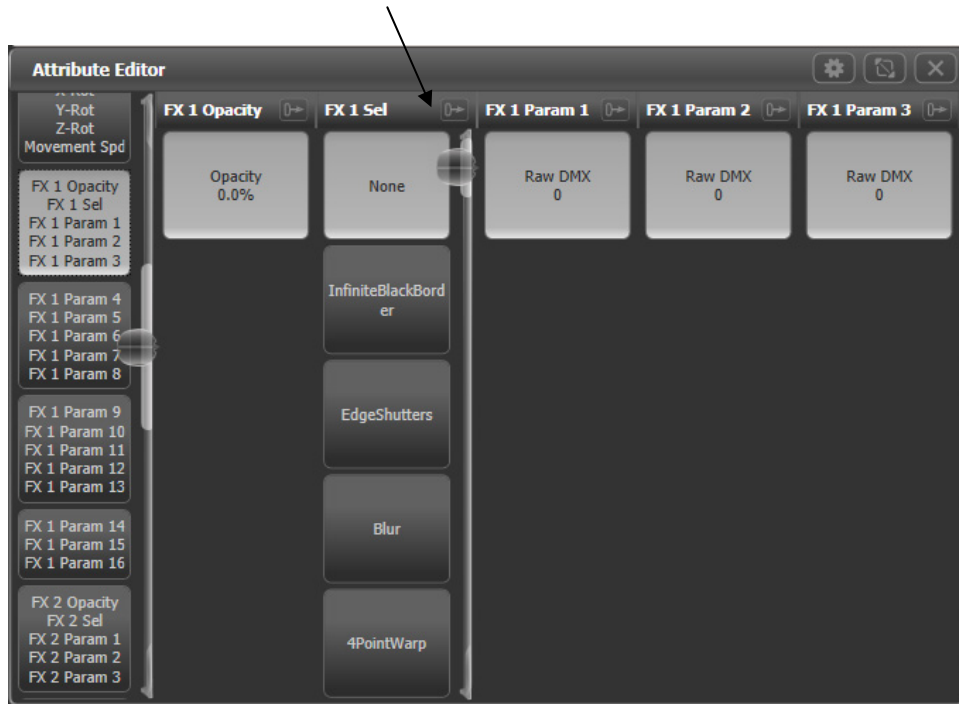 Attribute Editor
X-Rot
Y-Rot
Z-Rot
Movement Spd
FX 1 Opacity
FX 1 Sel
FX 1 Param 1
FX 1 Param 2
FX 1 Param 3
FX 1 Param 4
FX 1 Param 5
FX 1 Param 6
FX 1 Param 7
FX 1 Param 8
FX 1 Param 9
FX 1 Param 10
FX 1 Param 11
FX 1 Param 12
FX 1 Param 13
FX 1 Param 14
FX 1 Param 15
FX 1 Param 16
FX 2 Opacity
FX 2 Sel
FX 2 Param 1
FX 2 Param 2
FX 2 Param 3
FX 1 Opacity
Opacity
0.0%
FX 1 Sel
None
InfiniteBlackBord
er
EdgeShutters
Blur
4PointWarp
FX 1 Param 1
Raw DMX
0
FX 1 Param 2
Raw DMX
0
FX 1 Param 3
Raw DMX
0